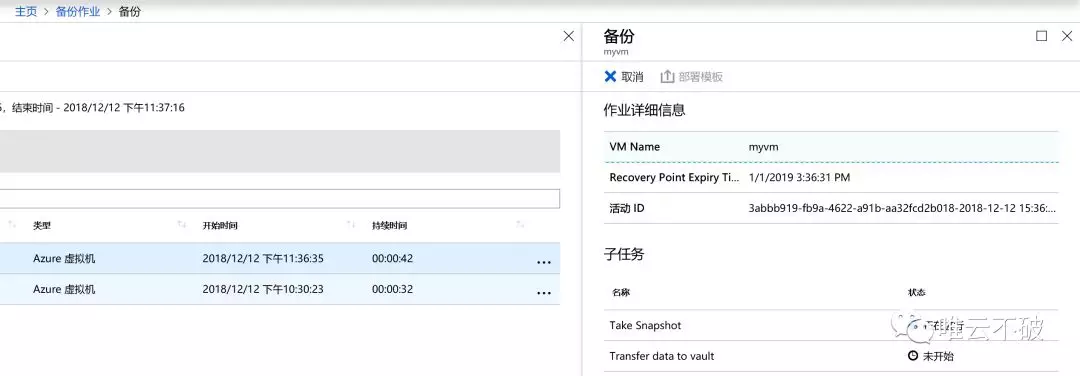 主页 > 备份作业 > 备份
结束时间 - 2018/12/12 下午11:37:16
类型 开始时间 持续时间
Azure 虚拟机 2018/12/12 下午11:36:35 00:00:42 ...
Azure 虚拟机 2018/12/12 下午10:30:23 00:00:32 ...
备份
myvm
取消 部署模板
作业详细信息
VM Name myvm
Recovery Point Expiry Ti... 1/1/2019 3:36:31 PM
活动 ID 3abbb919-fb9a-4622-a91b-aa32fcd2b018-2018-12-12 15:36:...
子任务
名称 状态
Take Snapshot
Transfer data to vault 未开始
唯云不破